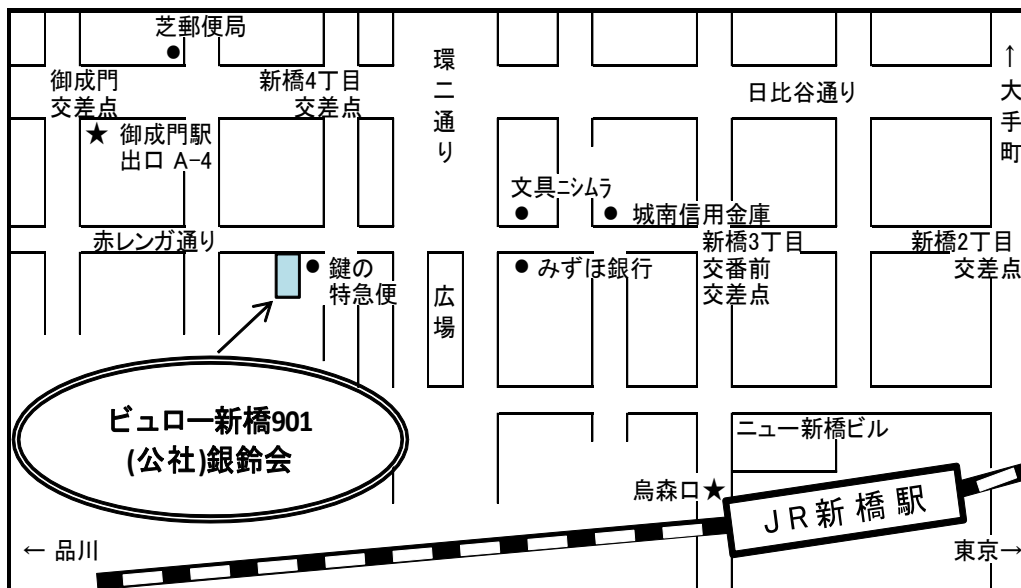 芝郵便局
御成門
交差点
新橋4丁目
交差点
環二通り
日比谷通り
↑大手町
★ 御成門駅
出口 A-4
文具ニシムラ
城南信用金庫
赤レンガ通り
新橋3丁目
交番前
交差点
新橋2丁目
交差点
鍵の
特急便
みずほ銀行
広場
ビュロー新橋901
(公社)銀鈴会
ニュー新橋ビル
烏森口★
JR新橋駅
← 品川
東京→